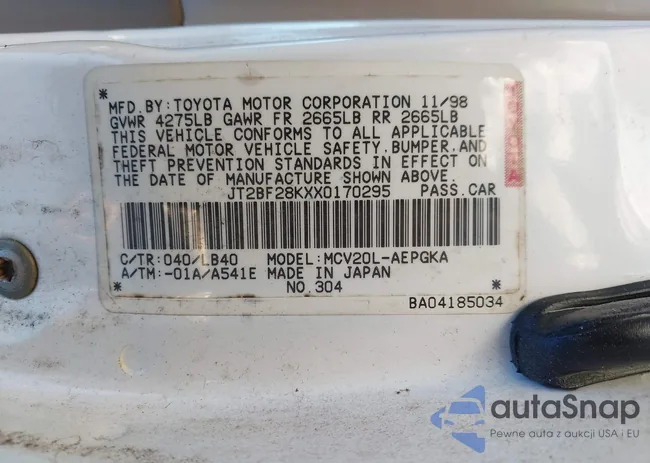 MFD.BY:TOYOTA MOTOR CORPORATION 11/98
GVWR 4275LB GAWR FR 2665LB RR 2665LB
THIS VEHICLE CONFORMS TO ALL APPLICABLE
FEDERAL MOTOR VEHICLE SAFETY,BUMPER,AND
THEFT PREVENTION STANDARDS IN EFFECT ON
THE DATE OF MANUFACTURE SHOWN ABOVE.
JT2BF28KXX0170295 PASS.CAR
C/TR:040/LB40 MODEL:MCV20L-AEPGKA
A/TM:-01A/A541E MADE IN JAPAN
NO.304
BA04185034
autoSnap
Pewne auta z aukcji USA i EU